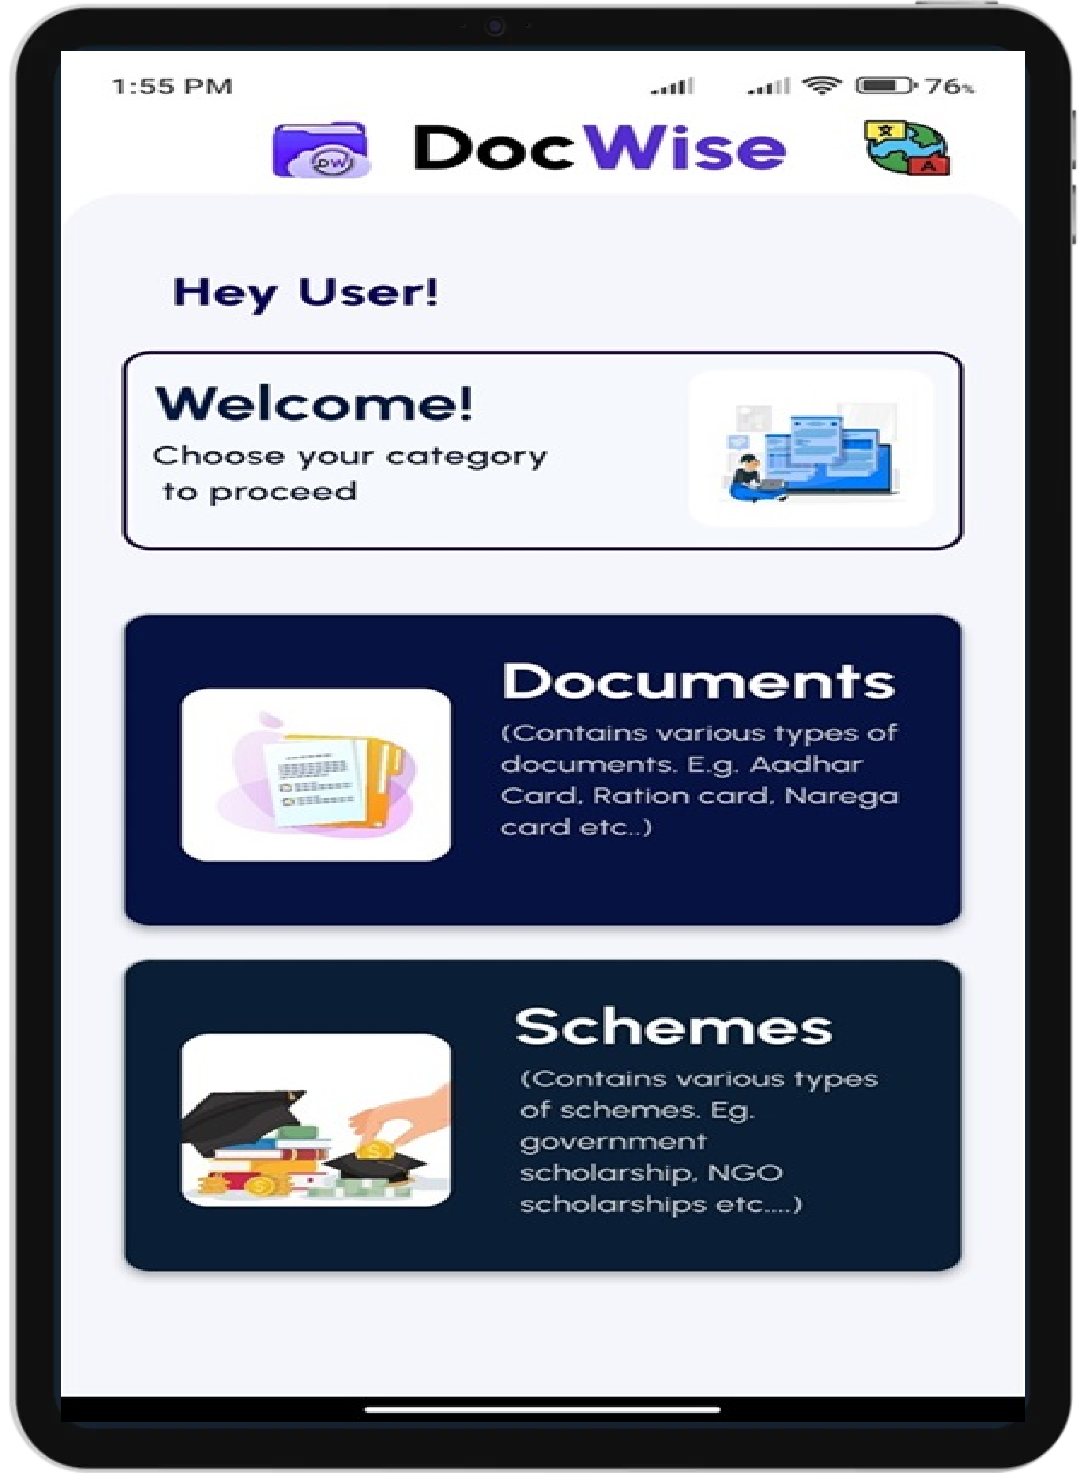 1:55 PM 76%
DW DocWise
Hey User!
Welcome!
Choose your category
to proceed
Documents
(Contains various types of
documents. E.g. Aadhar
Card, Ration card, Narega
card etc..)
Schemes
(Contains various types
of schemes. Eg.
government
scholarship, NGO
scholarships etc....)